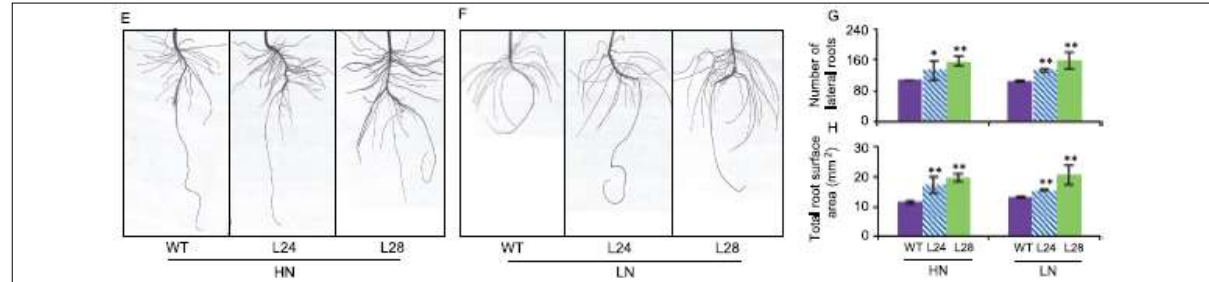 E
WT
L24
L28
HN
F
WT
L24
L28
LN
G
Number of
lateral roots
240
160
80
0
*
**
**
**
H
Total root surface
area (mm²)
30
20
10
0
**
**
**
**
WT L24 L28
HN
WT L24 L28
LN